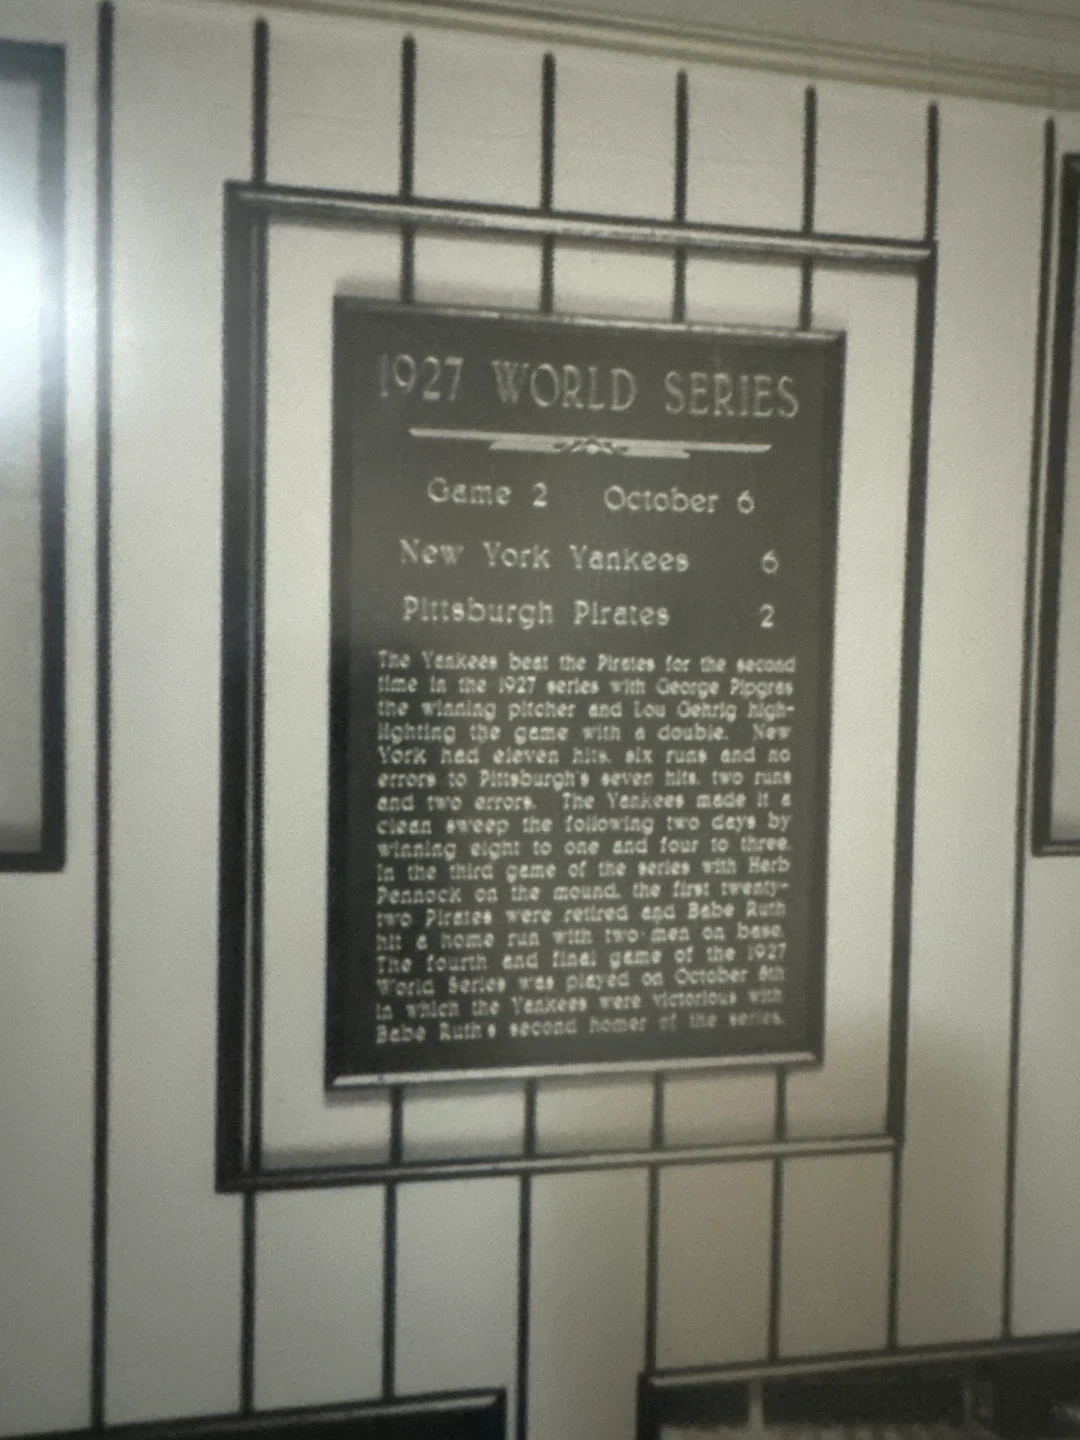 1927 WORLD SERIES
Game 2 October 6
New York Yankees 6
Pittsburgh Pirates 2
The Yankees beat the Pirates for the second
time in the 1927 series with George Pipgras
the winning pitcher and Lou Gehrig high-
lighting the game with a double. New
York had eleven hits, six runs and no
errors to Pittsburgh's seven hits, two runs
and two errors. The Yankees made it a
clean sweep the following two days by
winning eight to one and four to three.
In the third game of the series with Herb
Pennock on the mound, the first twenty-
two Pirates were retired and Babe Ruth
hit a home run with two men on base.
The fourth and final game of the 1927
World Series was played on October 8th
in which the Yankees were victorious with
Babe Ruth's second homer of the series.